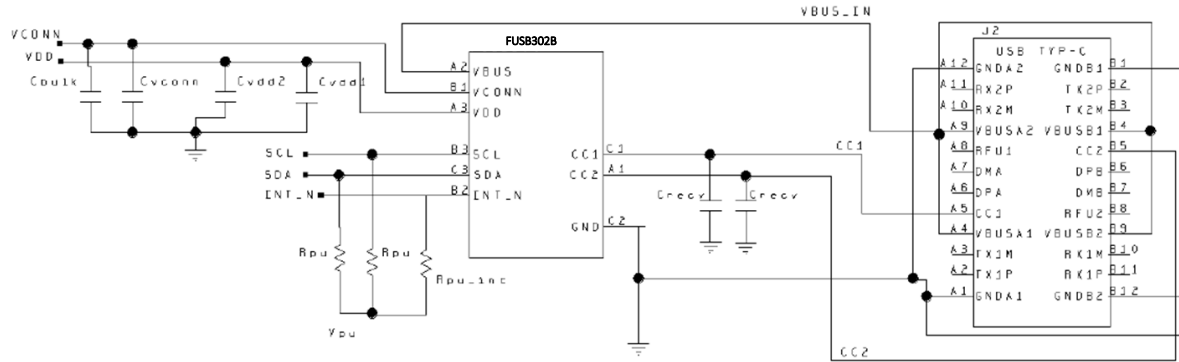 VBUS_IN
VCONN
VDD
Cbulk Cvconn Cvdd2 Cvdd1
FUSB302B
A2 VBUS
B1 VCONN
A3 VDD
SCL B3 SCL
SDA C3 SDA
INT_N B2 INT_N
CC1 C1 CC1
CC2 A1
GND C2
Crecv Crecv
Rpu Rpu Rpu_int
Vpu
CC2
J2
USB TYP-C
A12 GNDA2 GNDB1 B1
A11 RX2P TX2P B2
A10 RX2M TX2M B3
A9 VBUSA2 VBUSB1 B4
A8 RFU1 CC2 B5
A7 DMA DPB B6
A6 DPA DMB B7
A5 CC1 RFU2 B8
A4 VBUSA1 VBUSB2 B9
A3 TX1M RX1M B10
A2 TX1P RX1P B11
A1 GNDA1 GNDB2 B12